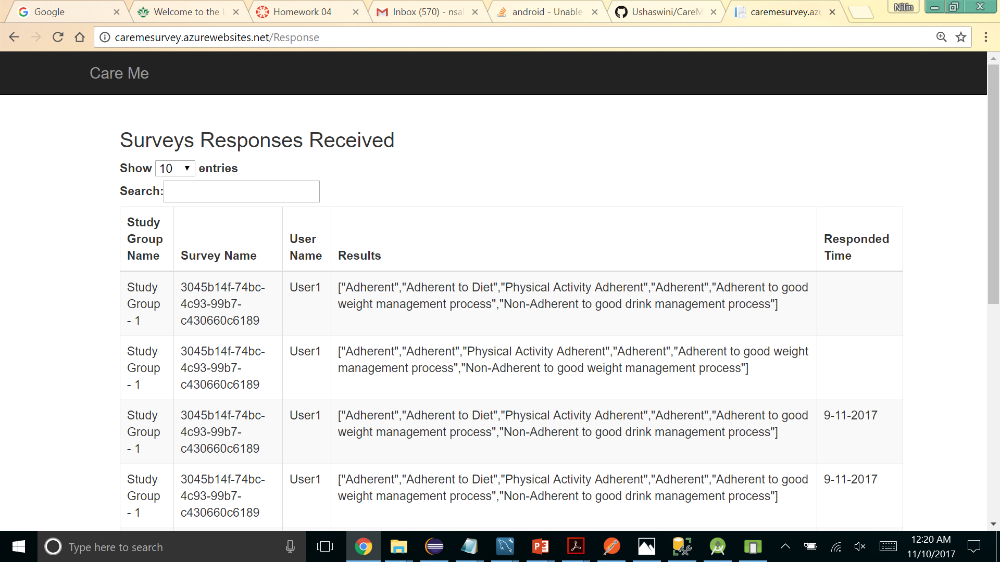 Google
Welcome to the U
Homework 04
Inbox (570) - nsal
android - Unable
Ushaswini/CareM
caremesurvey.azu
Nitin
caremesurvey.azurewebsites.net/Response
Care Me
Surveys Responses Received
Show 10 entries
Search:
Study
Group
Name
Survey Name
User
Name
Results
Responded
Time
Study
Group
- 1
3045b14f-74bc-
4c93-99b7-
c430660c6189
User1
["Adherent","Adherent to Diet","Physical Activity Adherent","Adherent","Adherent to good
weight management process","Non-Adherent to good drink management process"]
Study
Group
- 1
3045b14f-74bc-
4c93-99b7-
c430660c6189
User1
["Adherent","Adherent","Physical Activity Adherent","Adherent","Adherent to good weight
management process","Non-Adherent to good weight management process"]
Study
Group
- 1
3045b14f-74bc-
4c93-99b7-
c430660c6189
User1
["Adherent","Adherent to Diet","Physical Activity Adherent","Adherent","Adherent to good
weight management process","Non-Adherent to good drink management process"]
9-11-2017
Study
Group
- 1
3045b14f-74bc-
4c93-99b7-
c430660c6189
User1
["Adherent","Adherent to Diet","Physical Activity Adherent","Adherent","Adherent to good
weight management process","Non-Adherent to good drink management process"]
9-11-2017
Type here to search
12:20 AM
11/10/2017